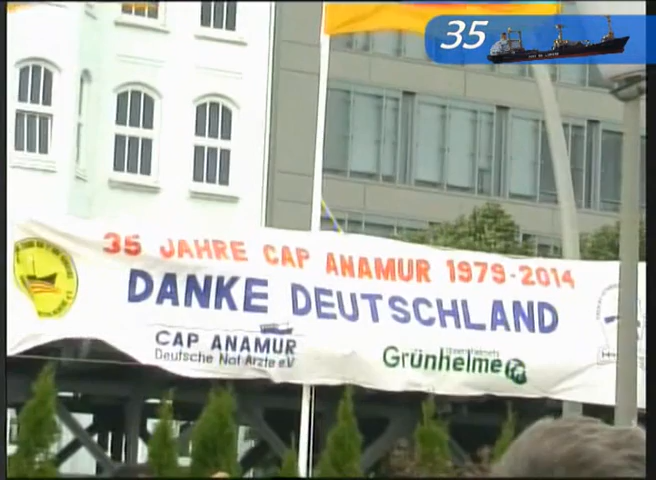 35
35 JAHRE CAP ANAMUR 1979-2014
DANKE DEUTSCHLAND
CAP ANAMUR
Deutsche Not-Ärzte e.V
Grünhelme